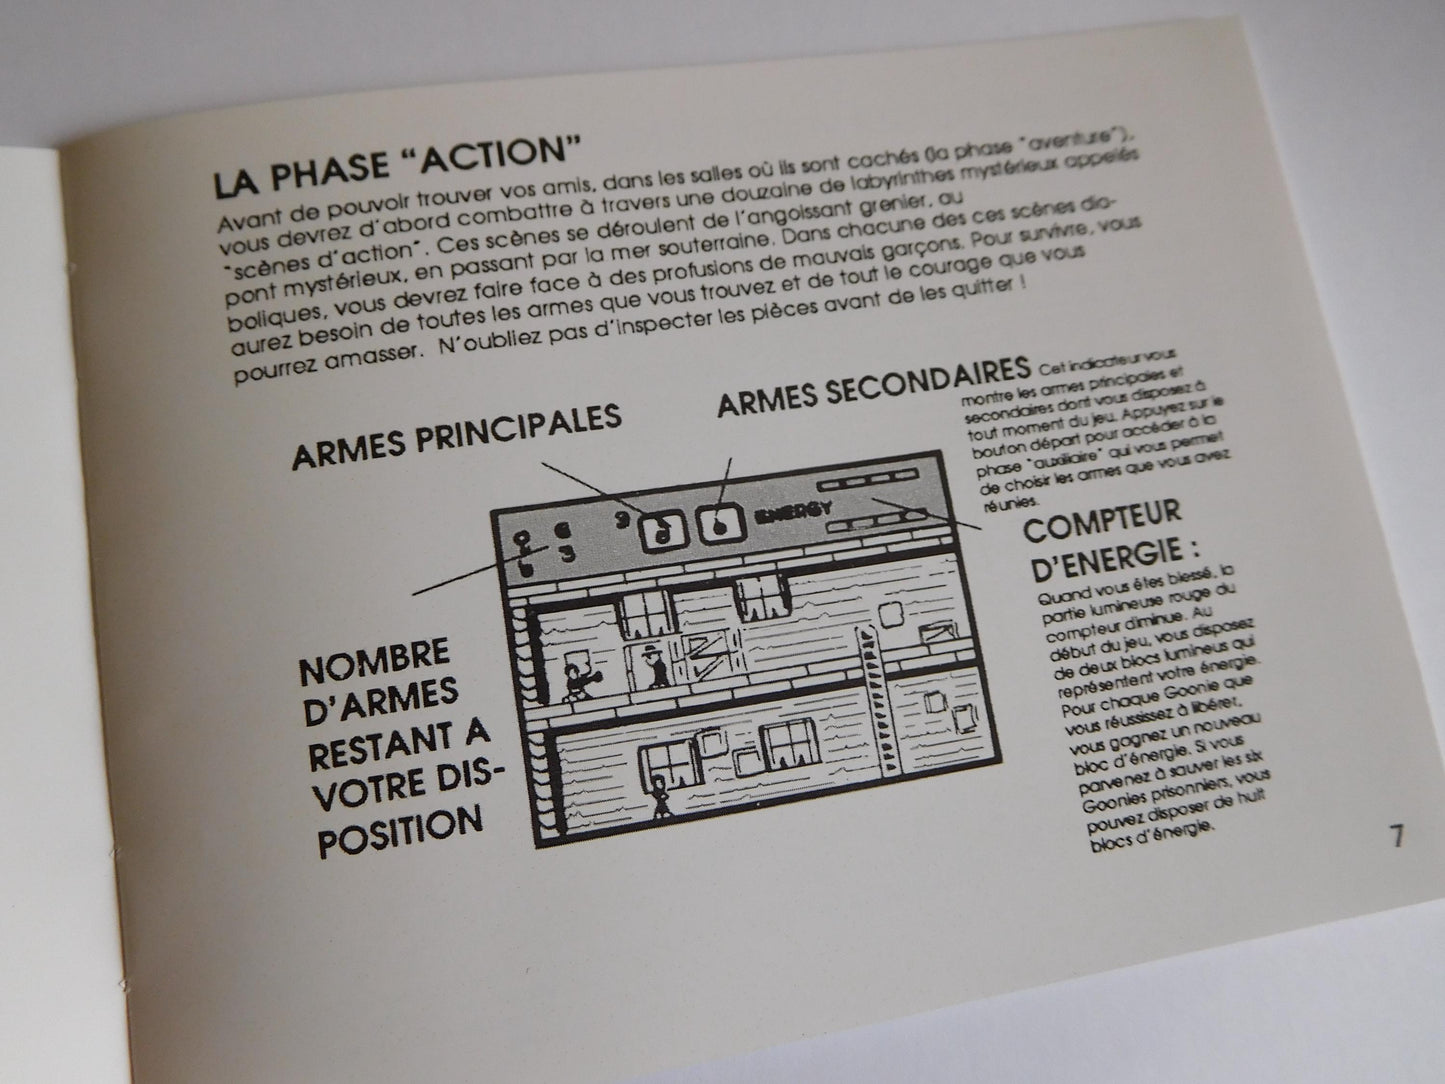 LA PHASE “ACTION”
Avant de pouvoir trouver vos amis, dans les salles où ils sont cachés (la phase "aventure"),
vous devrez d'abord combattre à travers une douzaine de labyrinthes mystérieux appelés
"scènes d'action". Ces scènes se déroulent de l'angoissant grenier, au
pont mystérieux, en passant par la mer souterraine. Dans chacune des ces scènes dia-
boliques, vous devrez faire face à des profusions de mauvais garçons. Pour survivre, vous
aurez besoin de toutes les armes que vous trouvez et de tout le courage que vous
pourrez amasser. N'oubliez pas d'inspecter les pièces avant de les quitter !
ARMES PRINCIPALES
ARMES SECONDAIRES Cet indicateur vous
montre les armes principales et
secondaires dont vous disposez à
tout moment du jeu. Appuyez sur le
bouton départ pour accéder à la
phase "auxiliaire" qui vous permet
de choisir les armes que vous avez
réunies.
ENERGY
COMPTEUR
D'ENERGIE :
Quand vous êtes blessé, la
partie lumineuse rouge du
compteur diminue. Au
début du jeu, vous disposez
de deux blocs lumineux qui
représentent votre énergie.
Pour chaque Goonie que
vous réussissez à libérer,
vous gagnez un nouveau
bloc d'énergie. Si vous
parvenez à sauver les six
Goonies prisonniers, vous
pouvez disposer de huit
blocs d'énergie.
NOMBRE
D'ARMES
RESTANT A
VOTRE DIS-
POSITION
7